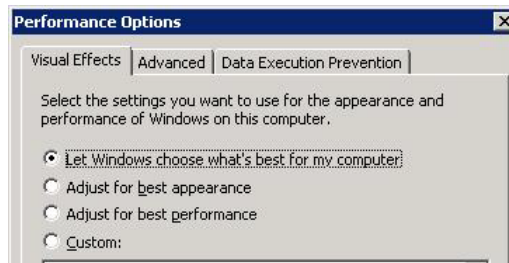 Performance Options
Visual Effects Advanced Data Execution Prevention
Select the settings you want to use for the appearance and
performance of Windows on this computer.
Let Windows choose what's best for my computer
Adjust for best appearance
Adjust for best performance
Custom: